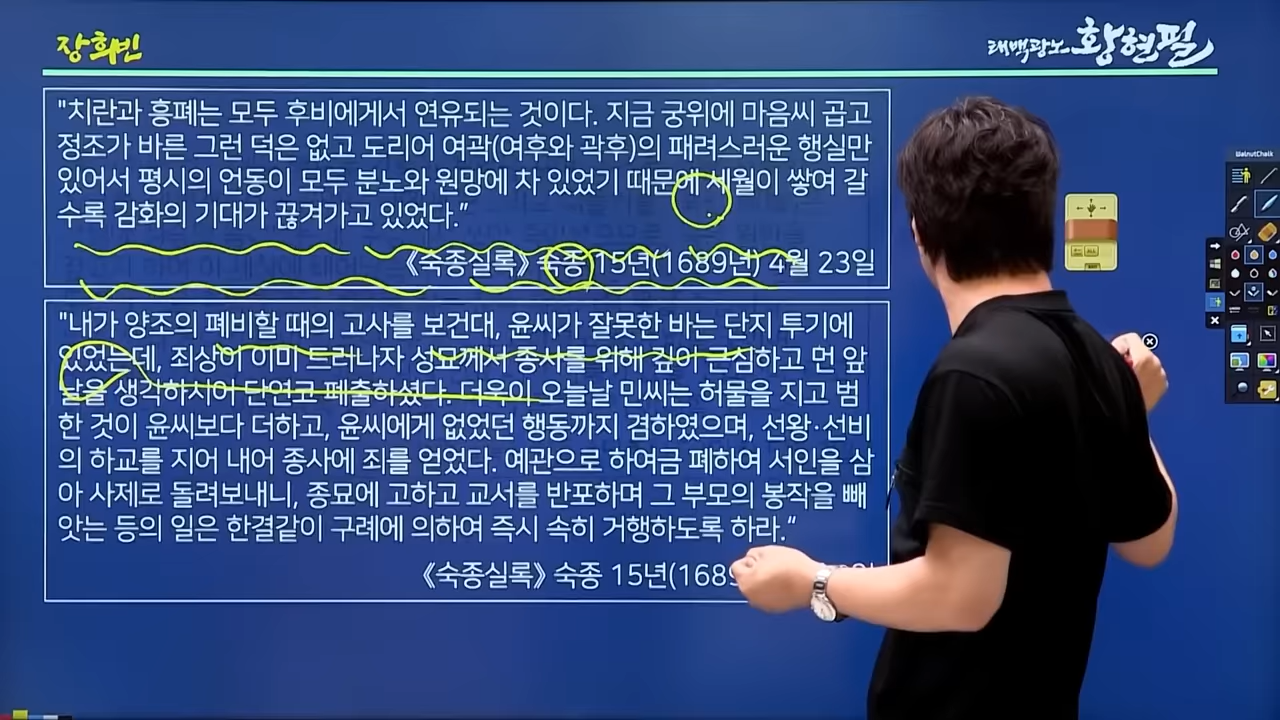 장희빈
태백광노 황현필
"치란과 흥폐는 모두 후비에게서 연유되는 것이다. 지금 궁위에 마음씨 곱고
정조가 바른 그런 덕은 없고 도리어 여곽(여후와 곽후)의 패려스러운 행실만
있어서 평시의 언동이 모두 분노와 원망에 차 있었기 때문에 세월이 쌓여 갈
수록 감화의 기대가 끊겨가고 있었다.”
《숙종실록》 숙종 15년(1689년) 4월 23일
"내가 양조의 폐비할 때의 고사를 보건대, 윤씨가 잘못한 바는 단지 투기에
있었는데, 죄상이 이미 드러나자 성묘께서 종사를 위해 깊이 근심하고 먼 앞
날을 생각하시어 단연코 폐출하셨다. 더욱이 오늘날 민씨는 허물을 지고 범
한 것이 윤씨보다 더하고, 윤씨에게 없었던 행동까지 겸하였으며, 선왕·선비
의 하교를 지어 내어 종사에 죄를 얻었다. 예관으로 하여금 폐하여 서인을 삼
아 사제로 돌려보내니, 종묘에 고하고 교서를 반포하며 그 부모의 봉작을 빼
앗는 등의 일은 한결같이 구례에 의하여 즉시 속히 거행하도록 하라.“
《숙종실록》 숙종 15년(168
WalnutChalk